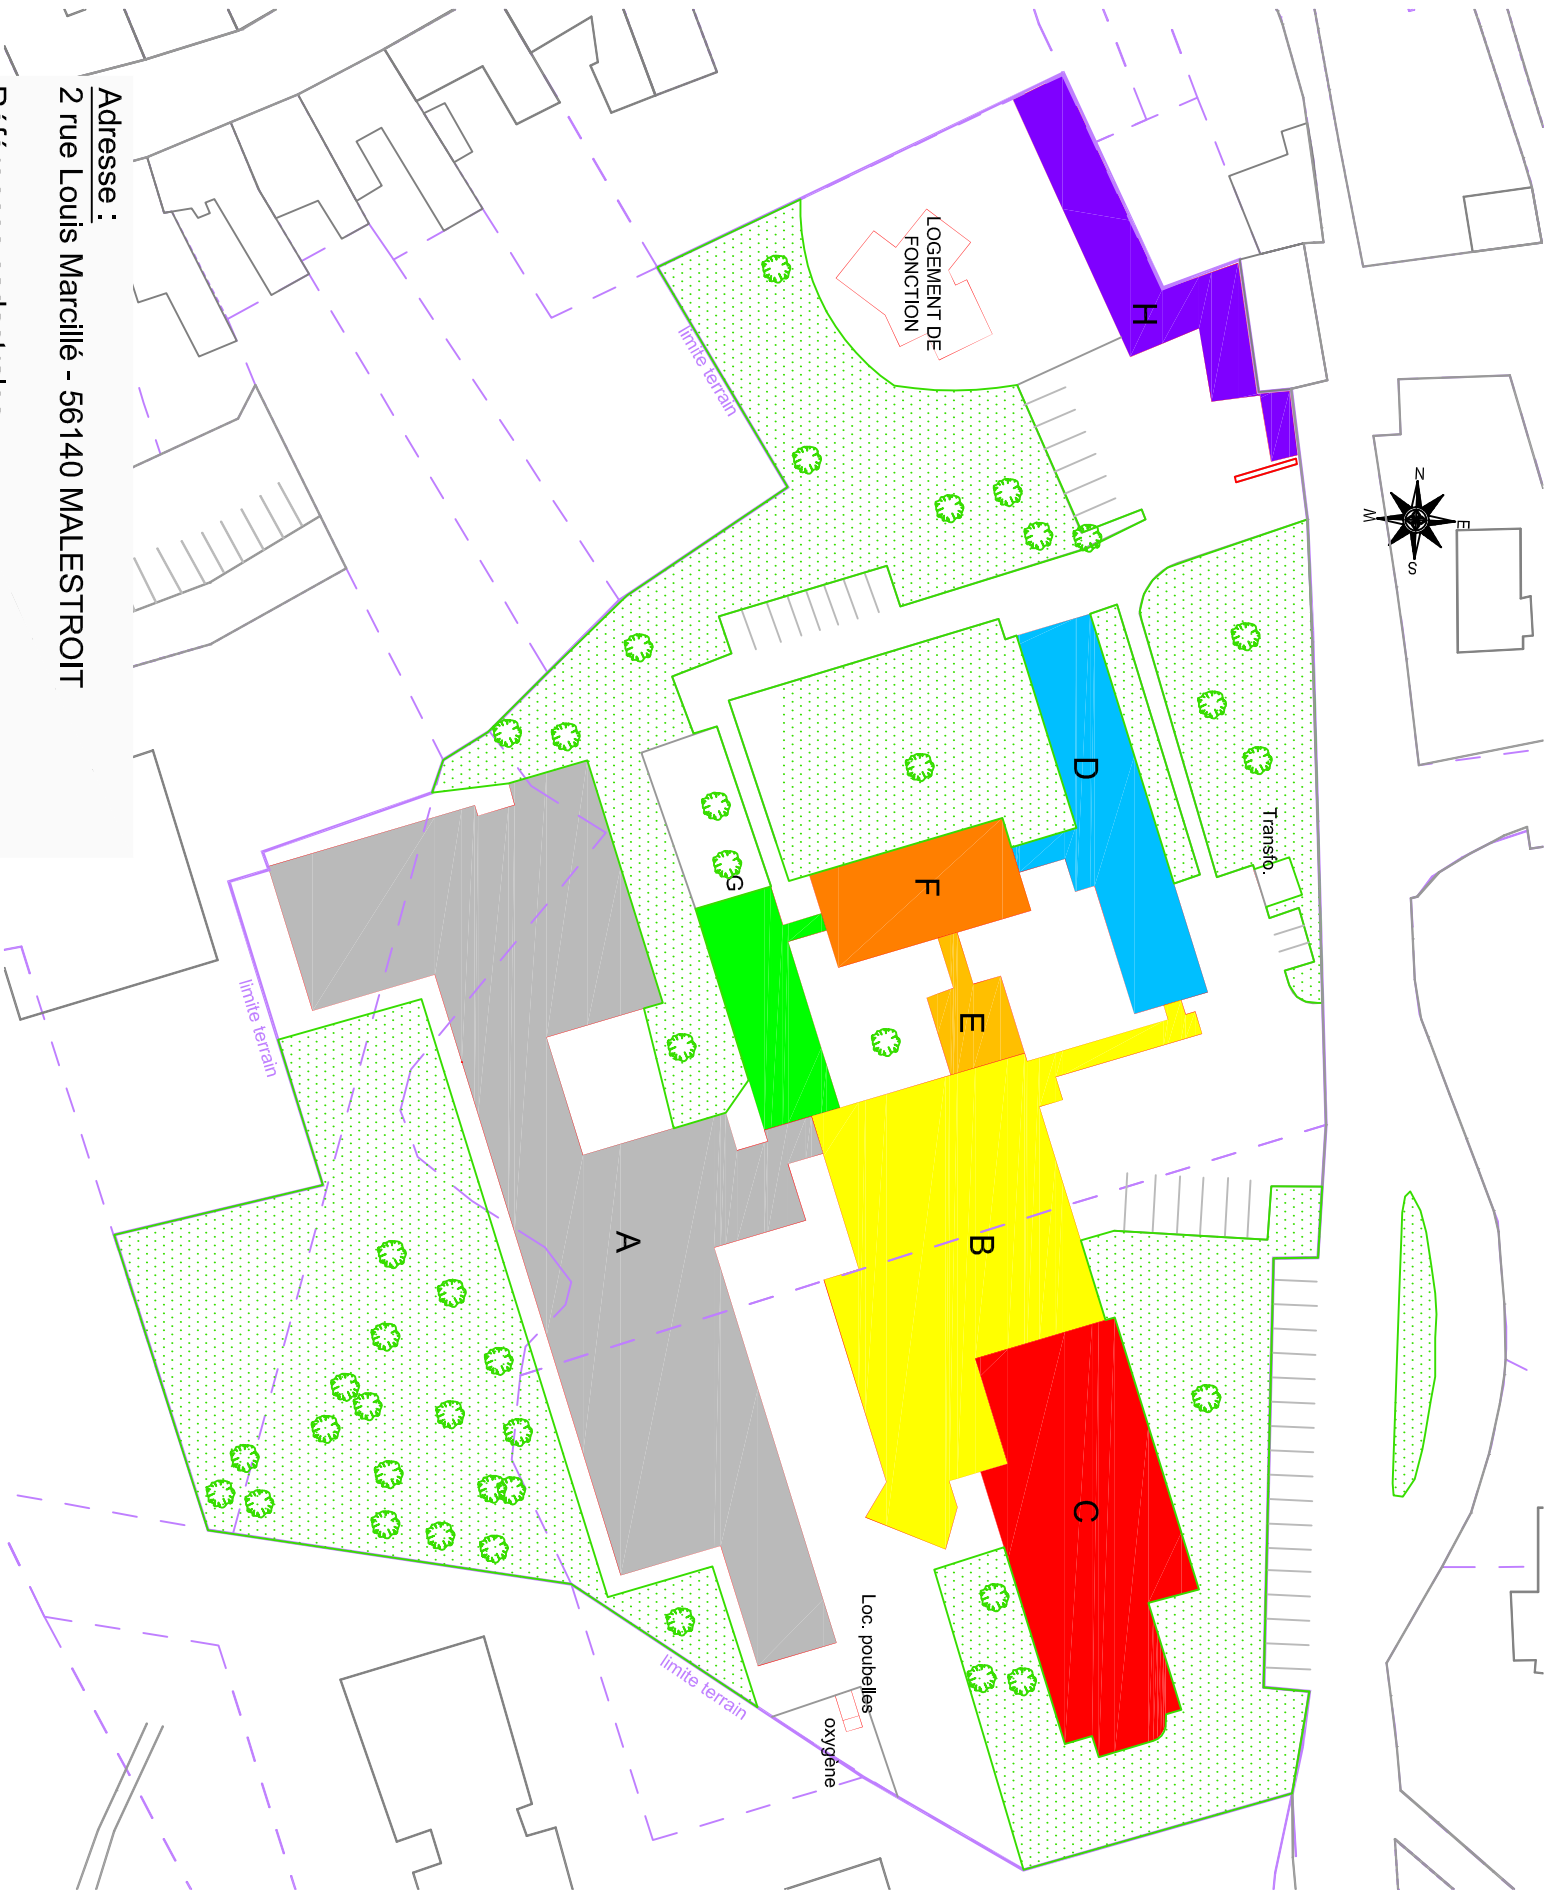 Adresse :
2 rue Louis Marcillé - 56140 MALESTROIT
LOGEMENT DE
FONCTION
H
limite terrain
N
W
E
S
D
Transfo.
F
G
E
limite terrain
A
B
C
Loc. poubelles
oxygène
limite terrain